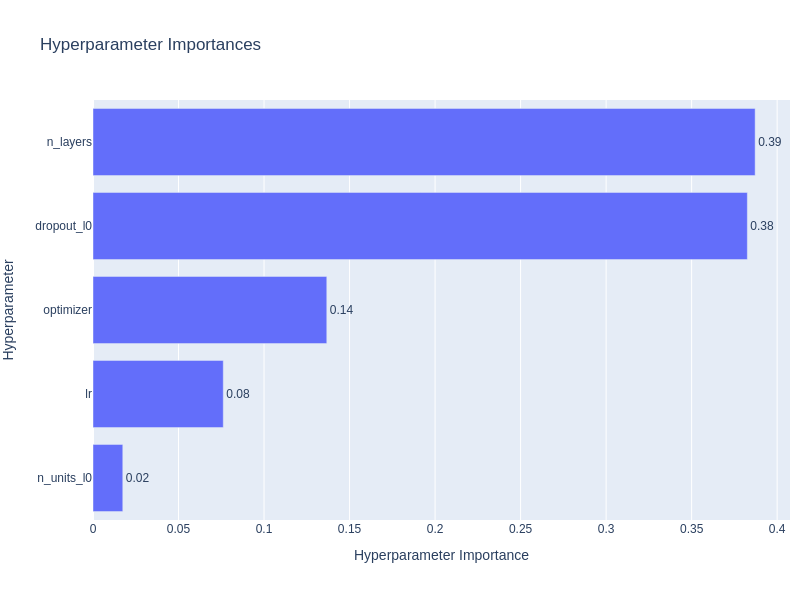 Hyperparameter Importances
n_layers
0.39
dropout_l0
0.38
optimizer
0.14
lr
0.08
n_units_l0
0.02
0
0.05
0.1
0.15
0.2
0.25
0.3
0.35
0.4
Hyperparameter Importance
Hyperparameter